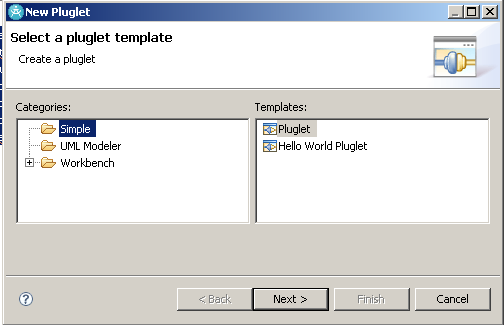 New Pluglet
Select a pluglet template
Create a pluglet
Categories:
Simple
UML Modeler
Workbench
Templates:
Pluglet
Hello World Pluglet
?
< Back
Next >
Finish
Cancel